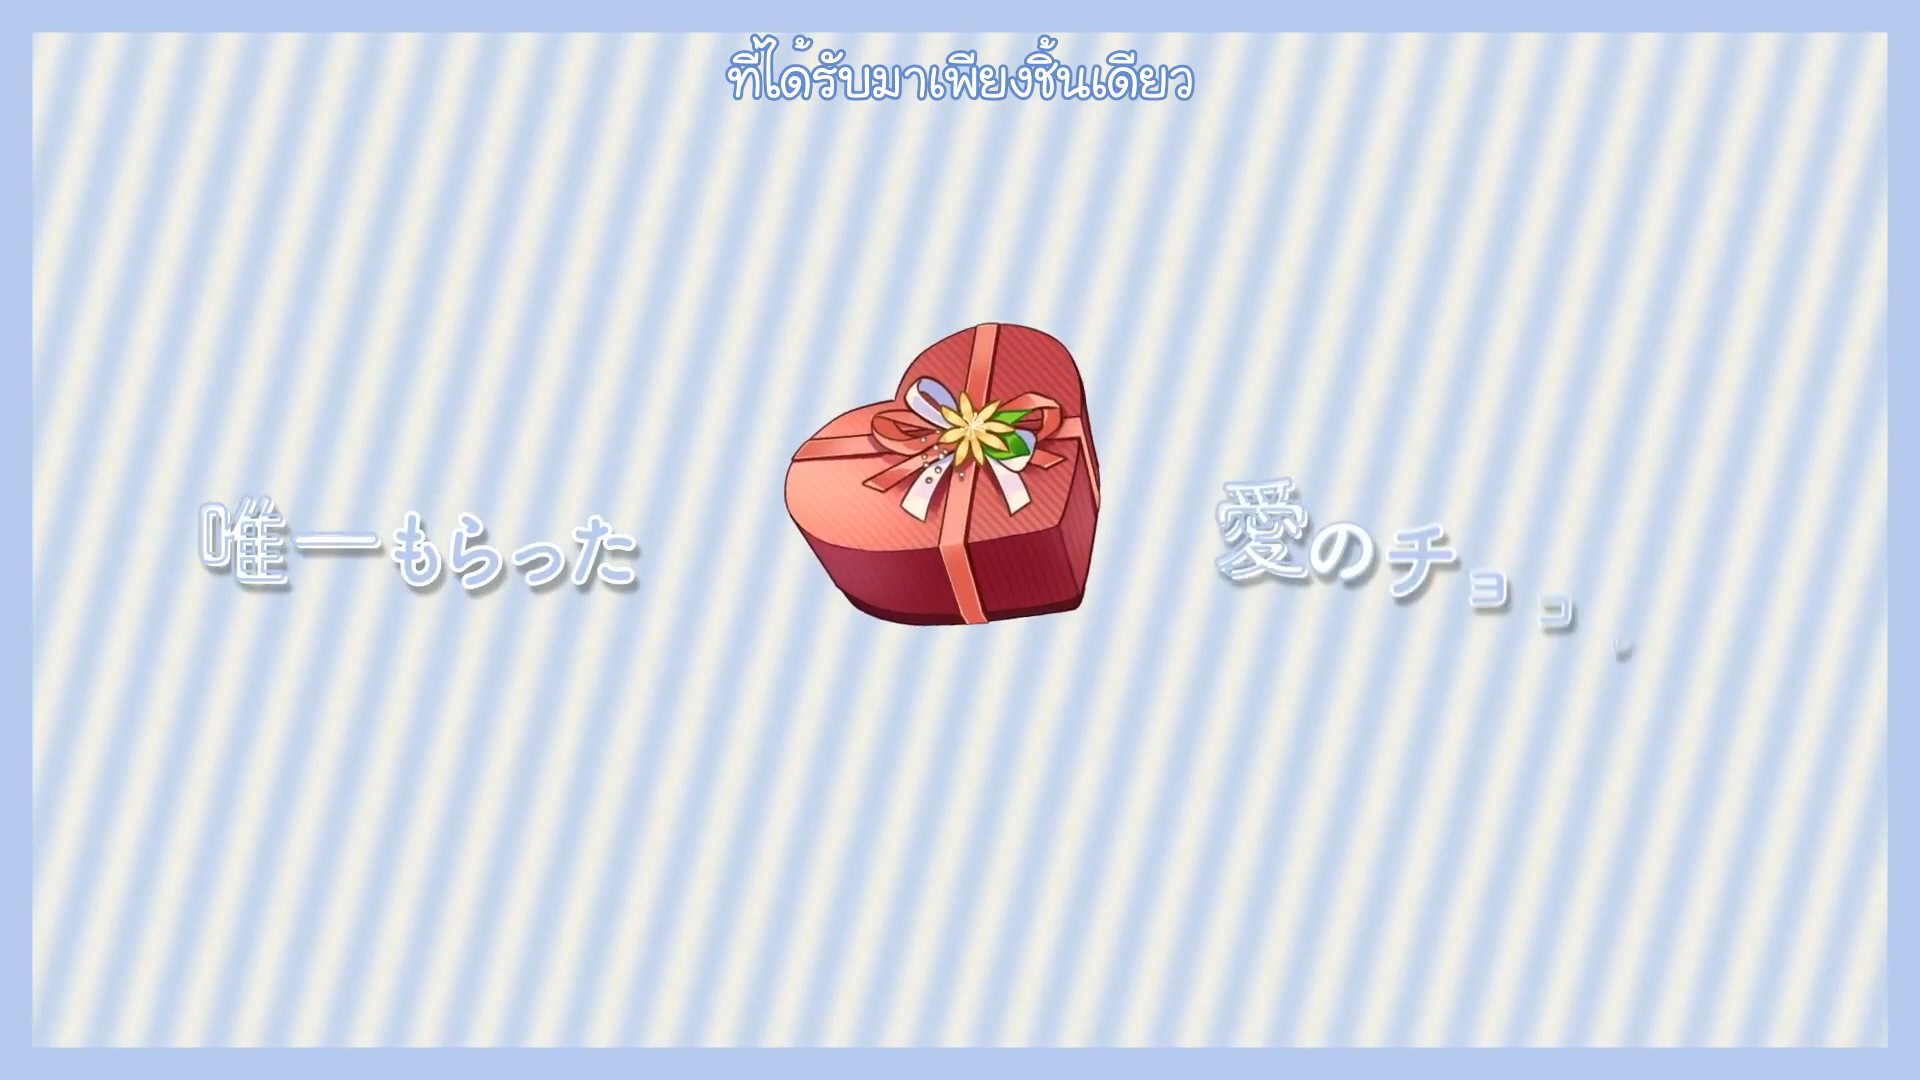 ที่ได้รับมาเพียงชิ้นเดียว
唯一もらった
愛のチョコレ